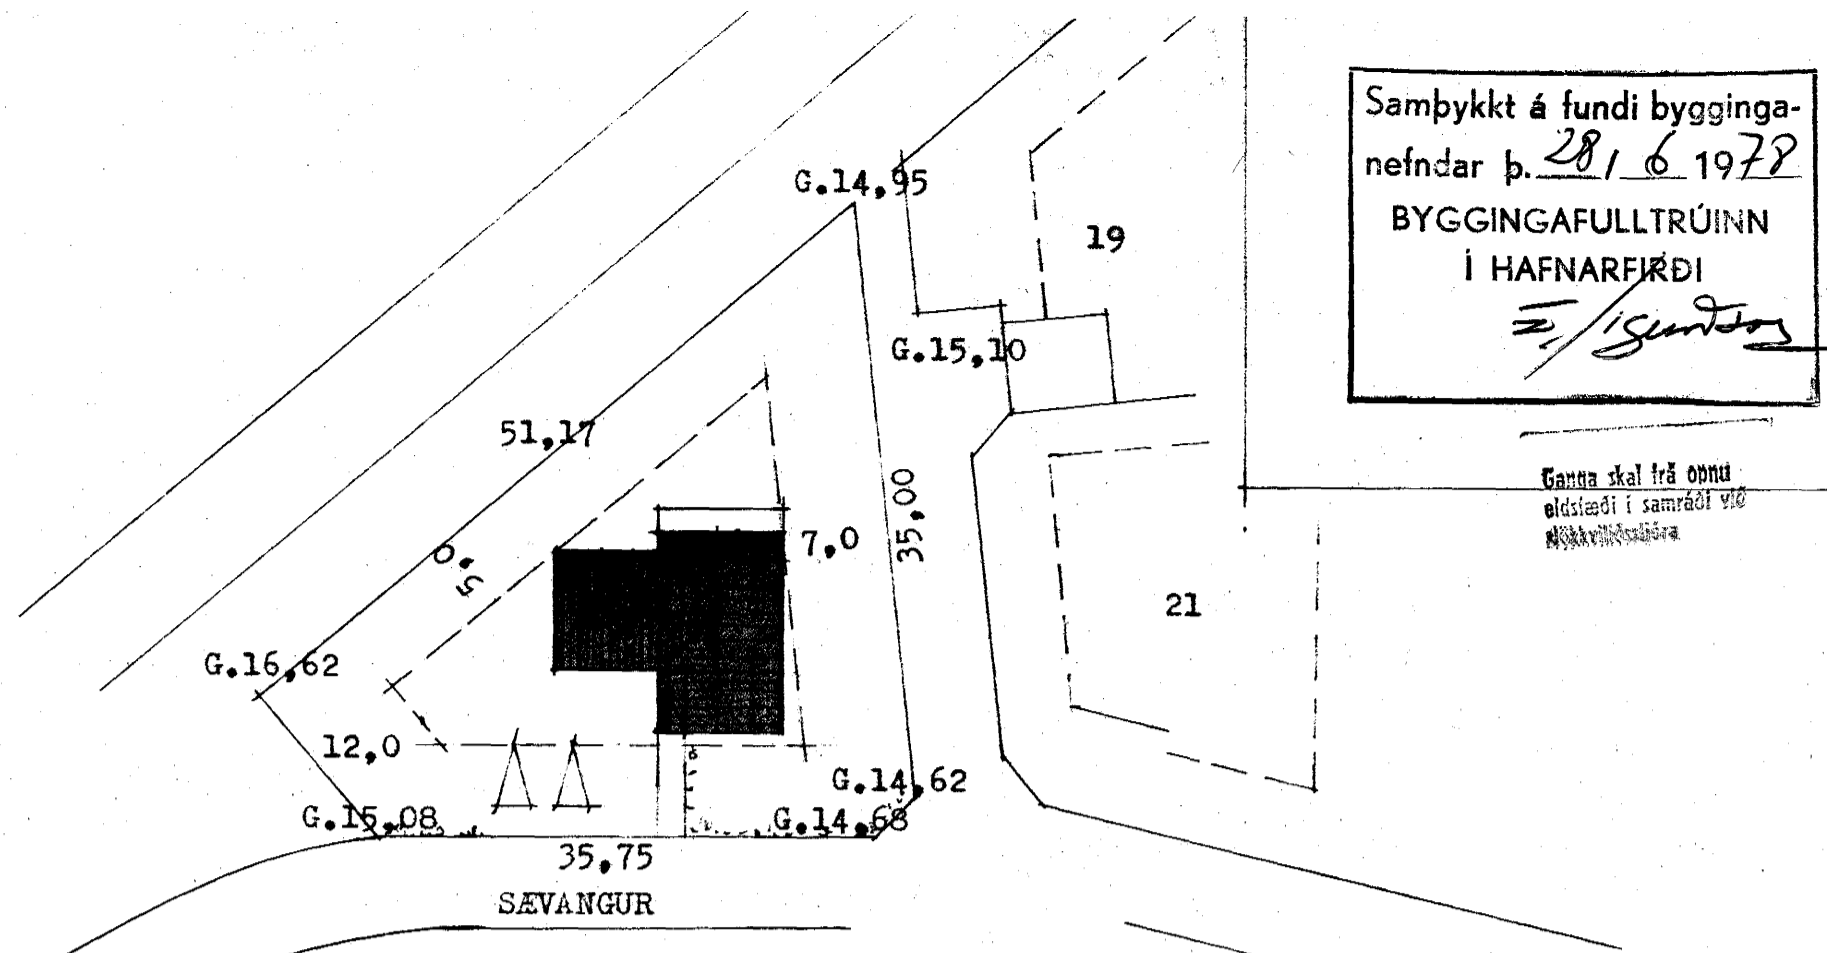 Samþykkt á fundi bygginga-
nefndar þ. 28/ 6 1978
BYGGINGAFULLTRÚINN
Í HAFNARFIRÐI
G.14,95
19
G.15,10
51,17
35,00
Ganga skal frá opnu
eldstæði í samráði við
slökkviliðsstjóra
7,0
5,0
21
G.16,62
12,0
G.14,62
G.15,08
G.14,68
35,75
SÆVANGUR